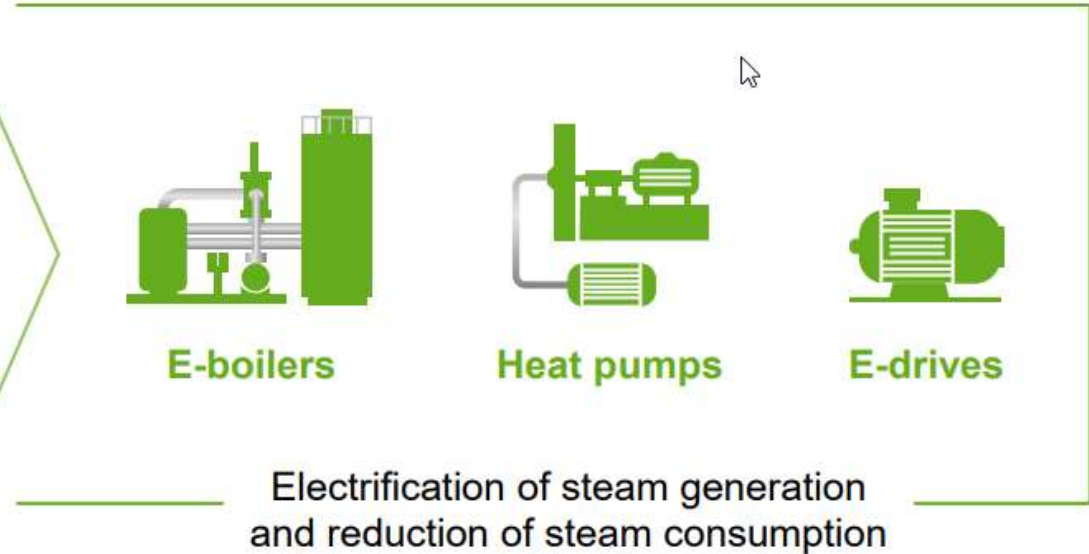 E-boilers
Heat pumps
E-drives
Electrification of steam generation
and reduction of steam consumption